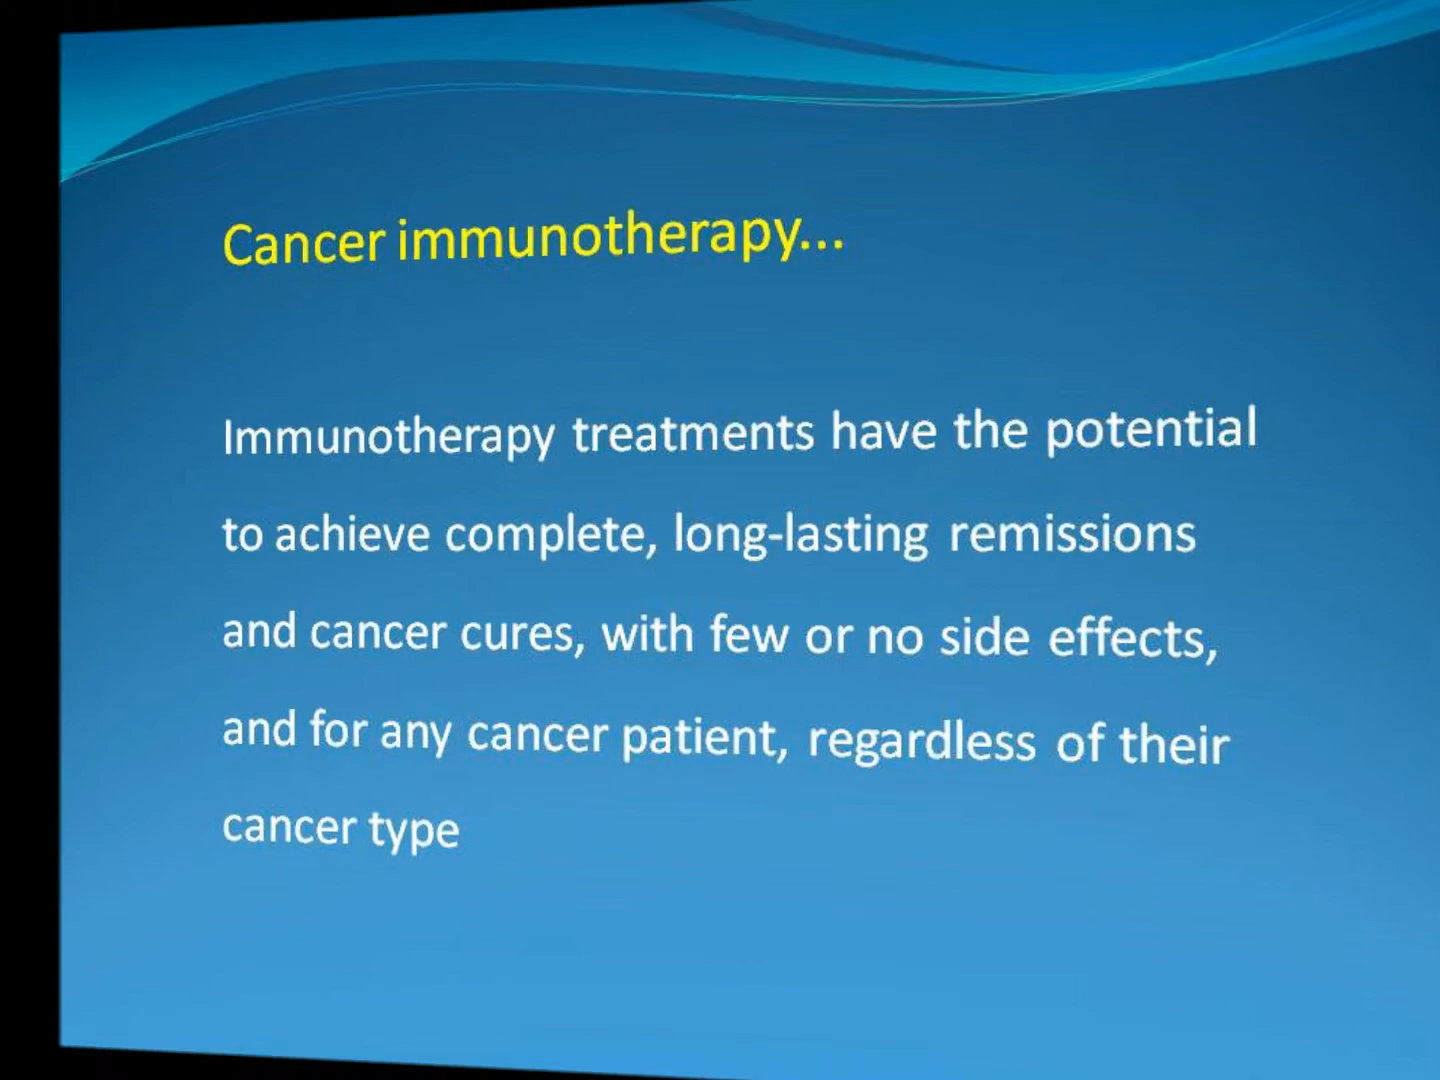 Cancer immunotherapy...
Immunotherapy treatments have the potential
to achieve complete, long-lasting remissions
and cancer cures, with few or no side effects,
and for any cancer patient, regardless of their
cancer type